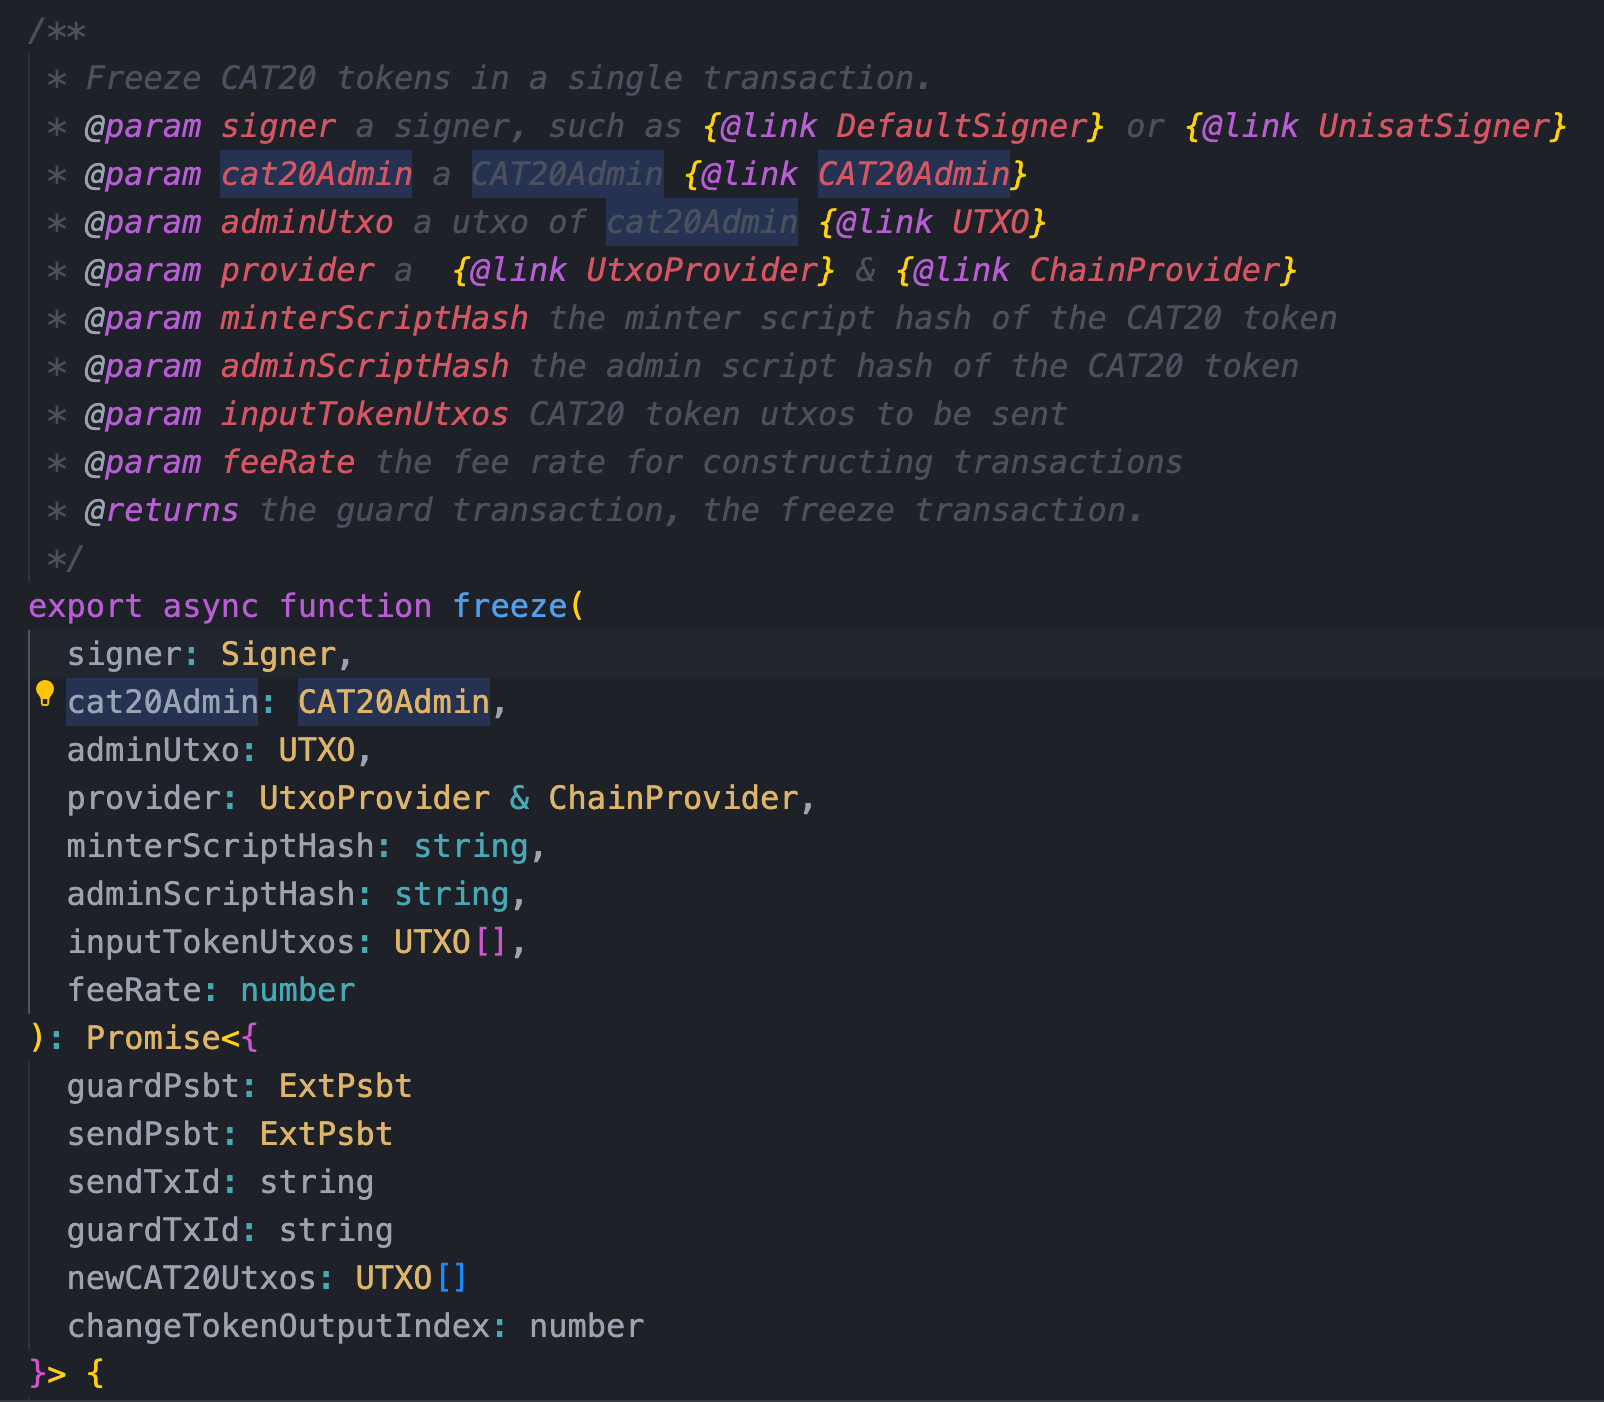 /**
 * Freeze CAT20 tokens in a single transaction.
 * @param signer a signer, such as {@link DefaultSigner} or {@link UnisatSigner}
 * @param cat20Admin a CAT20Admin {@link CAT20Admin}
 * @param adminUtxo a utxo of cat20Admin {@link UTXO}
 * @param provider a  {@link UtxoProvider} & {@link ChainProvider}
 * @param minterScriptHash the minter script hash of the CAT20 token
 * @param adminScriptHash the admin script hash of the CAT20 token
 * @param inputTokenUtxos CAT20 token utxos to be sent
 * @param feeRate the fee rate for constructing transactions
 * @returns the guard transaction, the freeze transaction.
 */
export async function freeze(
  signer: Signer,
  cat20Admin: CAT20Admin,
  adminUtxo: UTXO,
  provider: UtxoProvider & ChainProvider,
  minterScriptHash: string,
  adminScriptHash: string,
  inputTokenUtxos: UTXO[],
  feeRate: number
): Promise<{
  guardPsbt: ExtPsbt
  sendPsbt: ExtPsbt
  sendTxId: string
  guardTxId: string
  newCAT20Utxos: UTXO[]
  changeTokenOutputIndex: number
}> {